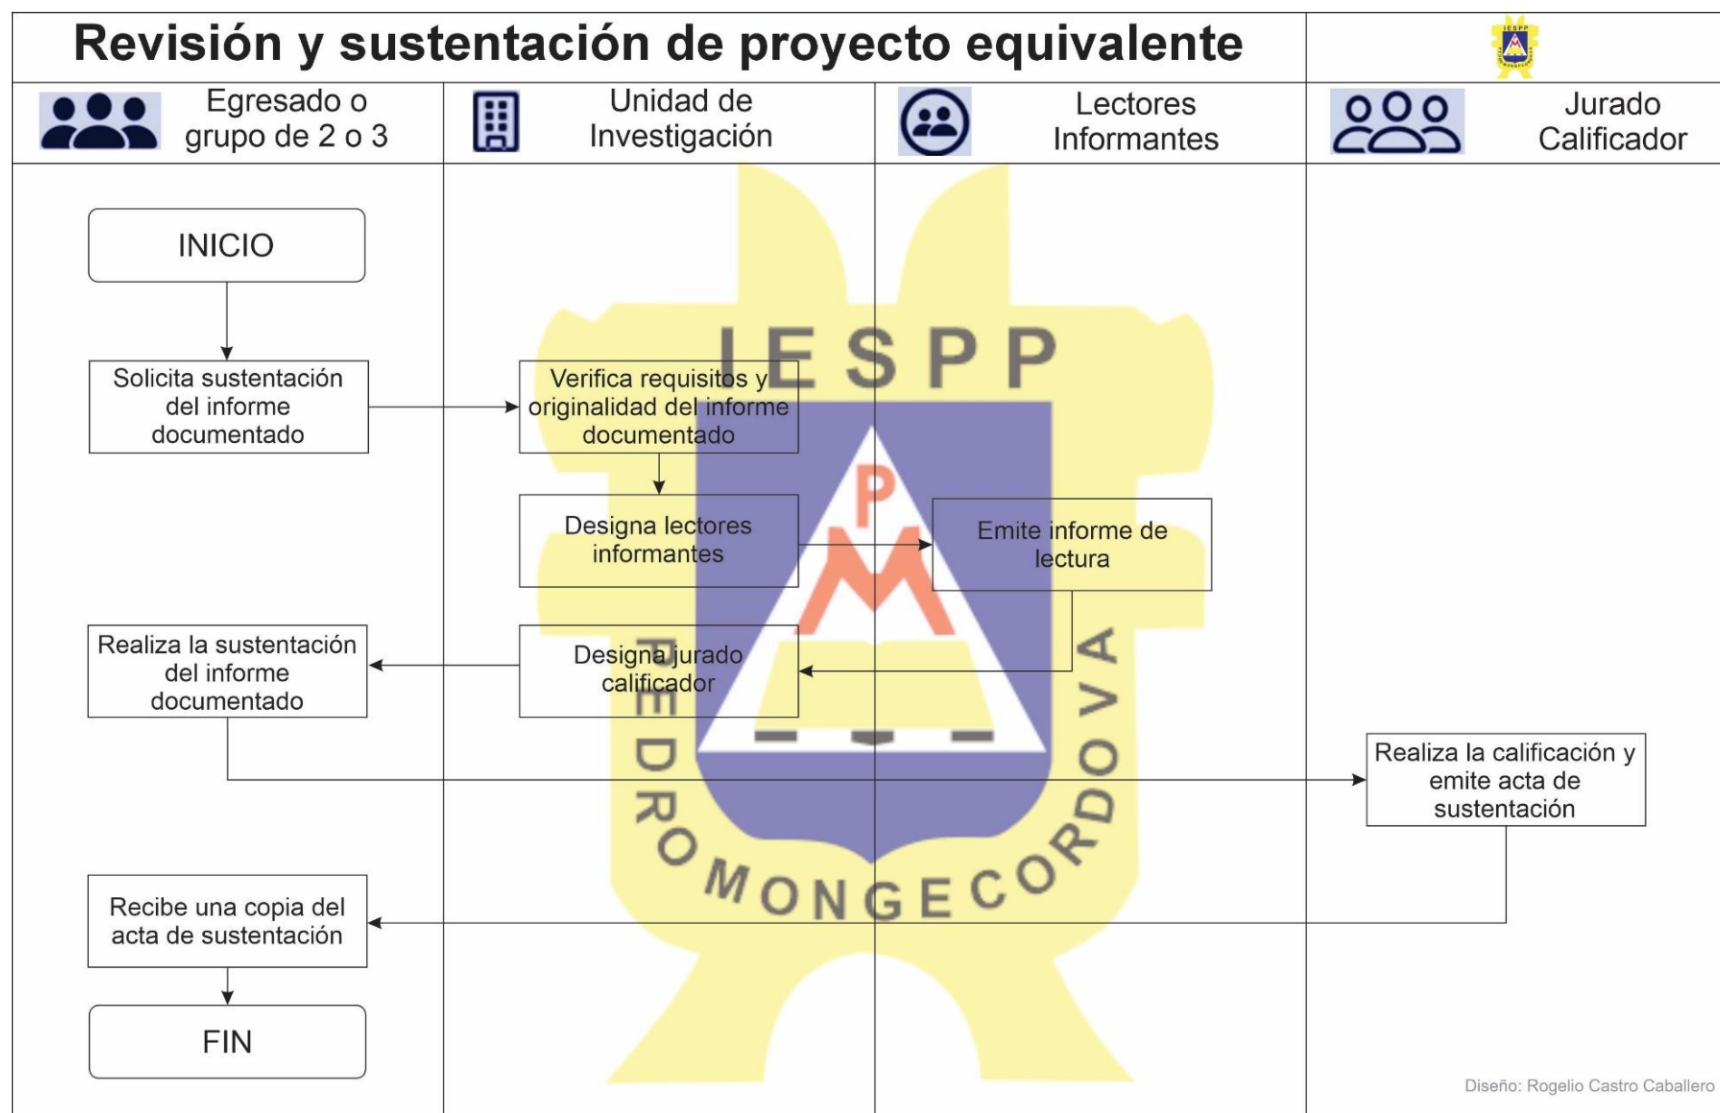 Revisión y sustentación de proyecto equivalente
IESPP
Egresado o
grupo de 2 o 3
Unidad de
Investigación
Lectores
Informantes
Jurado
Calificador
INICIO
IESPP
Solicita sustentación
del informe
documentado
Verifica requisitos y
originalidad del informe
documentado
P
M
Designa lectores
informantes
Emite informe de
lectura
Realiza la sustentación
del informe
documentado
Designa jurado
calificador
PEDRO MONGE CORDOVA
Realiza la calificación y
emite acta de
sustentación
Recibe una copia del
acta de sustentación
FIN
Diseño: Rogelio Castro Caballero